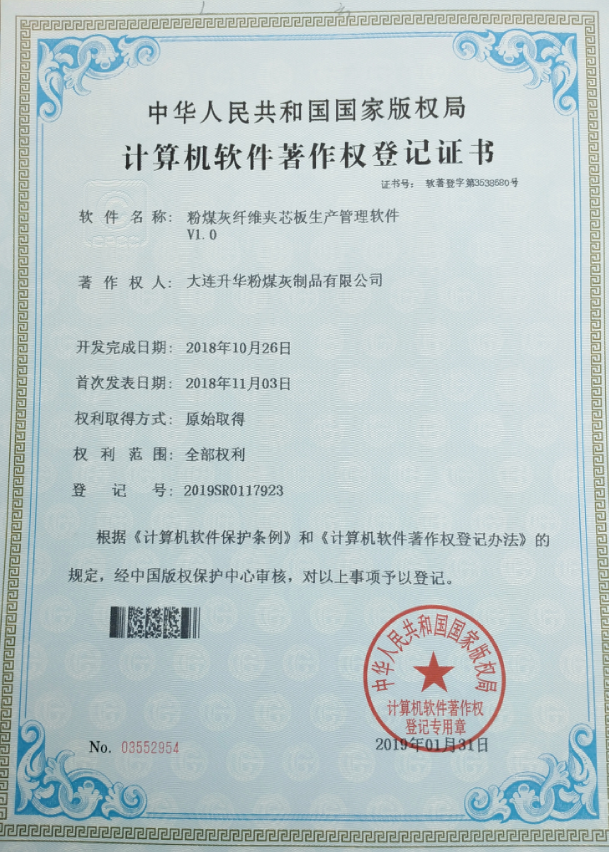 中华人民共和国国家版权局
计算机软件著作权登记证书
证书号： 软著登字第3538680号
软件名称： 粉煤灰纤维夹芯板生产管理软件
V1.0
著作权人： 大连升华粉煤灰制品有限公司
开发完成日期： 2018年10月26日
首次发表日期： 2018年11月03日
权利取得方式： 原始取得
权利范围： 全部权利
登记号： 2019SR0117923
根据《计算机软件保护条例》和《计算机软件著作权登记办法》的
规定，经中国版权保护中心审核，对以上事项予以登记。
中华人民共和国国家版权局
计算机软件著作权
登记专用章
No. 03552954
2019年01月31日